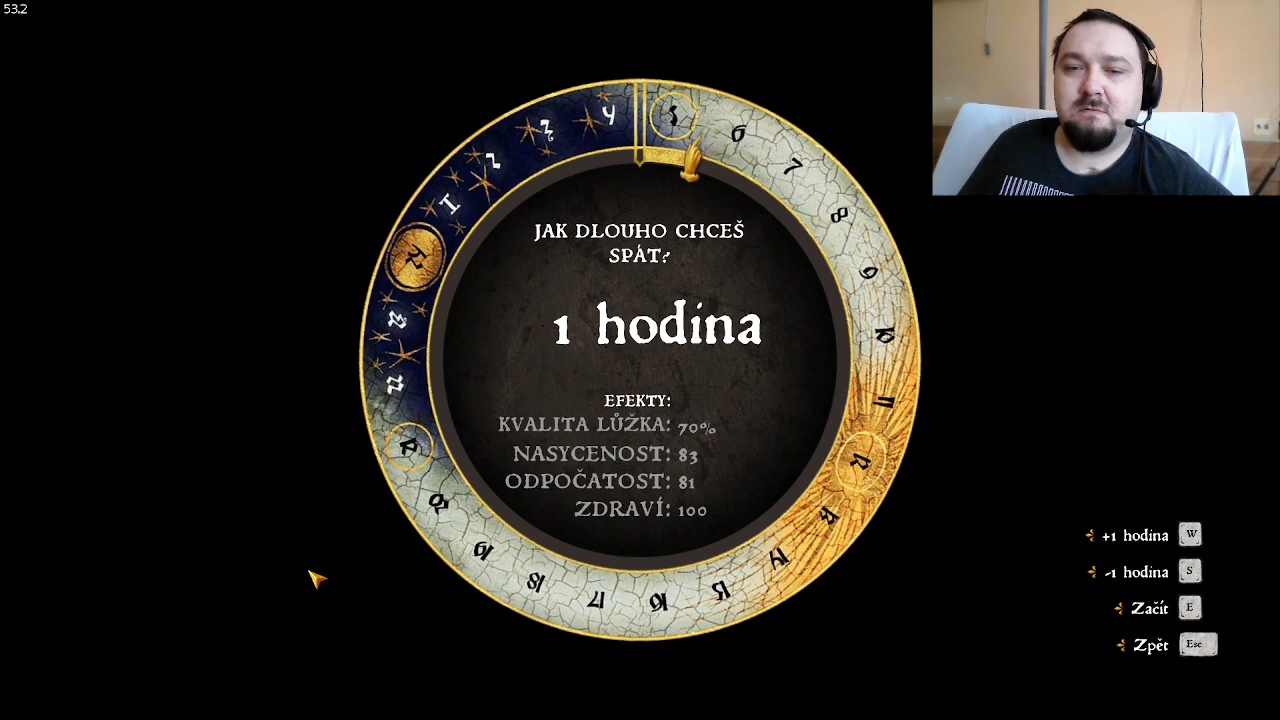 53.2
JAK DLOUHO CHCEŠ
SPÁT?
1 hodina
EFEKTY:
KVALITA LŮŽKA: 70%
NASYCENOST: 83
ODPOČATOST: 81
ZDRAVÍ: 100
+1 hodina W
-1 hodina S
Začít E
Zpět Esc